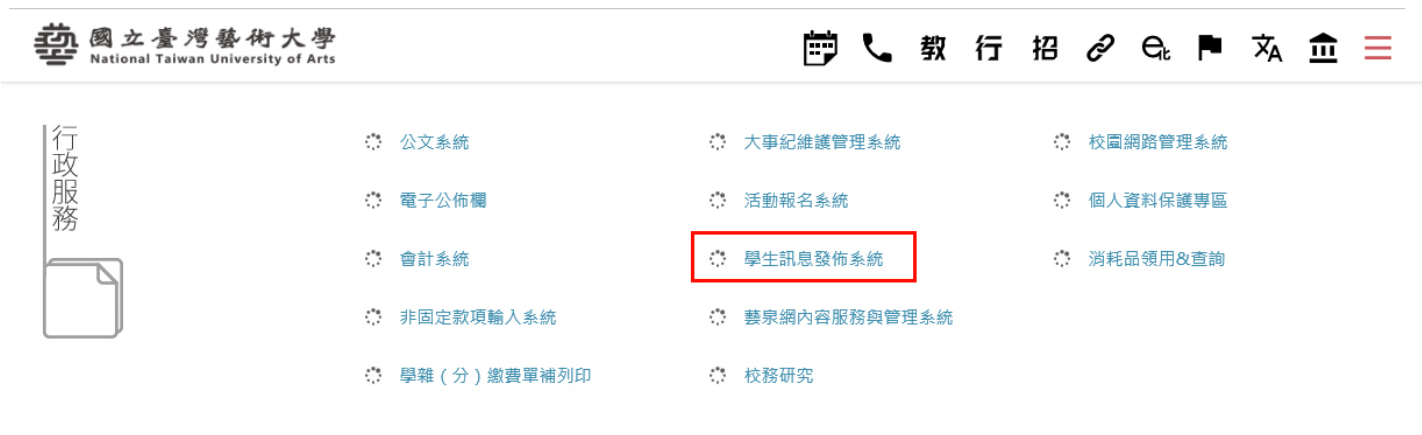 國立臺灣藝術大學
National Taiwan University of Arts
教 行 招
行政服務
公文系統
大事紀維護管理系統
校園網路管理系統
電子公佈欄
活動報名系統
個人資料保護專區
會計系統
學生訊息發佈系統
消耗品領用&查詢
非固定款項輸入系統
藝泉網內容服務與管理系統
學雜（分）繳費單補列印
校務研究